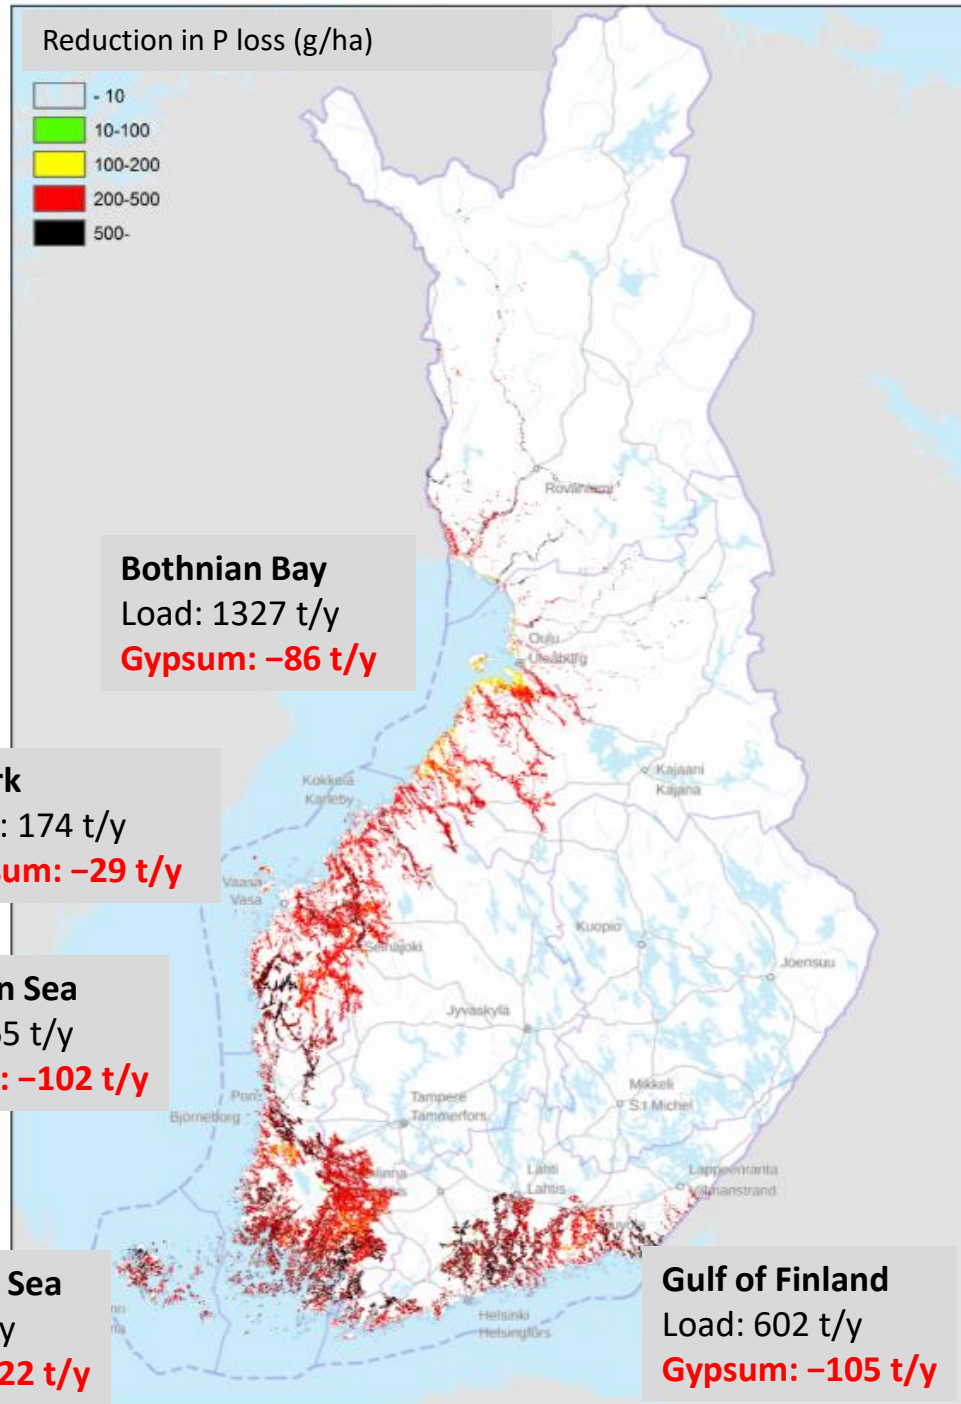 Reduction in P loss (g/ha)
- 10
10-100
100-200
200-500
500-
Rovaniemi
Bothnian Bay
Load: 1327 t/y
Gypsum: −86 t/y
Oulu
Uleåborg
Kajaani
Kajana
Kokkola
Karleby
rk
: 174 t/y
sum: −29 t/y
Vaasa
Vasa
Seinäjoki
Kuopio
Joensuu
n Sea
5 t/y
: −102 t/y
Jyväskylä
Pori
Björneborg
Tampere
Tammerfors
Mikkeli
S:t Michel
Lahti
Lahtis
Lappeenranta
Villmanstrand
Sea
y
22 t/y
Helsinki
Helsingfors
Gulf of Finland
Load: 602 t/y
Gypsum: −105 t/y